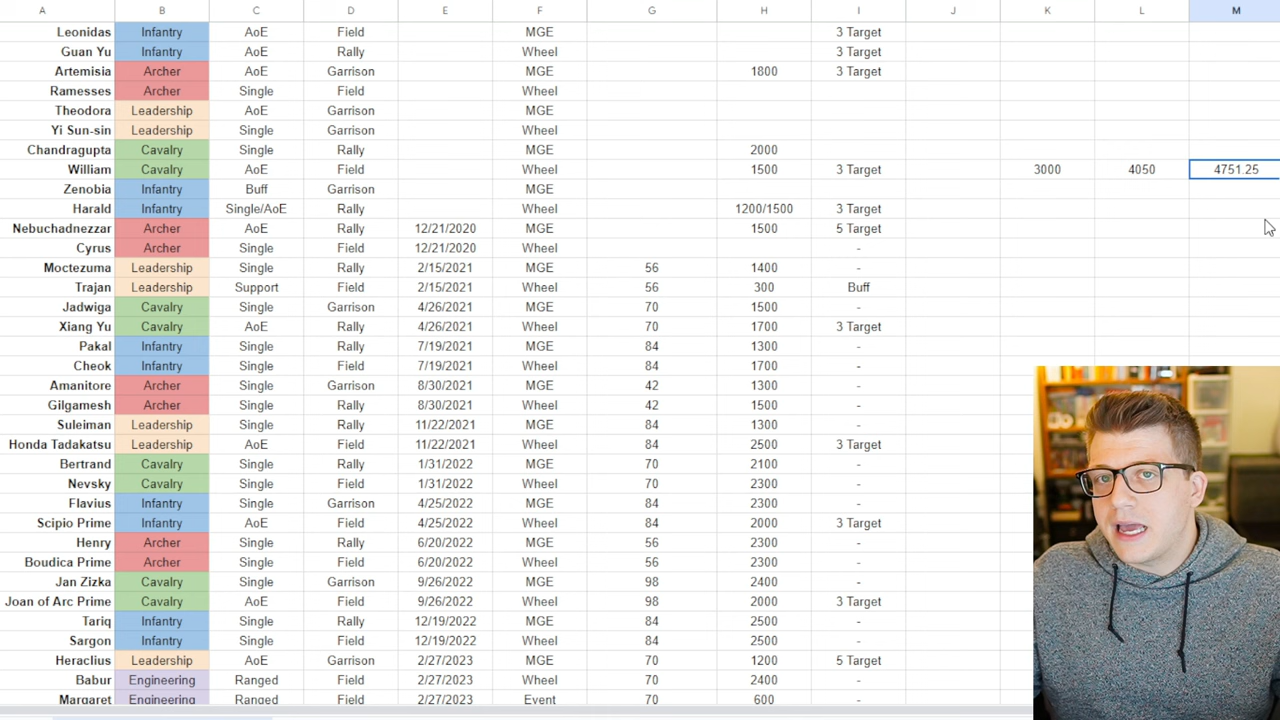 A B C D E F G H I J K L M
Leonidas Infantry AoE Field MGE 3 Target
Guan Yu Infantry AoE Rally Wheel 3 Target
Artemisia Archer AoE Garrison MGE 1800 3 Target
Ramesses Archer Single Field Wheel
Theodora Leadership AoE Garrison MGE
Yi Sun-sin Leadership Single Garrison Wheel
Chandragupta Cavalry Single Rally MGE 2000
William Cavalry AoE Field Wheel 1500 3 Target 3000 4050 4751.25
Zenobia Infantry Buff Garrison MGE
Harald Infantry Single/AoE Rally Wheel 1200/1500 3 Target
Nebuchadnezzar Archer AoE Rally 12/21/2020 MGE 1500 5 Target
Cyrus Archer Single Field 12/21/2020 Wheel -
Moctezuma Leadership Single Rally 2/15/2021 MGE 56 1400 -
Trajan Leadership Support Field 2/15/2021 Wheel 56 300 Buff
Jadwiga Cavalry Single Garrison 4/26/2021 MGE 70 1500 -
Xiang Yu Cavalry AoE Rally 4/26/2021 Wheel 70 1700 3 Target
Pakal Infantry Single Rally 7/19/2021 MGE 84 1300 -
Cheok Infantry Single Field 7/19/2021 Wheel 84 1700 -
Amanitore Archer Single Garrison 8/30/2021 MGE 42 1300 -
Gilgamesh Archer Single Rally 8/30/2021 Wheel 42 1500 -
Suleiman Leadership Single Rally 11/22/2021 MGE 84 1300 -
Honda Tadakatsu Leadership AoE Field 11/22/2021 Wheel 84 2500 3 Target
Bertrand Cavalry Single Rally 1/31/2022 MGE 70 2100 -
Nevsky Cavalry Single Field 1/31/2022 Wheel 70 2300 -
Flavius Infantry Single Garrison 4/25/2022 MGE 84 2300 -
Scipio Prime Infantry AoE Field 4/25/2022 Wheel 84 2000 3 Target
Henry Archer Single Rally 6/20/2022 MGE 56 2300 -
Boudica Prime Archer Single Field 6/20/2022 Wheel 56 2300 -
Jan Zizka Cavalry Single Garrison 9/26/2022 MGE 98 2400 -
Joan of Arc Prime Cavalry AoE Field 9/26/2022 Wheel 98 2000 3 Target
Tariq Infantry Single Rally 12/19/2022 MGE 84 2500 -
Sargon Infantry Single Field 12/19/2022 Wheel 84 2500 -
Heraclius Leadership AoE Garrison 2/27/2023 MGE 70 1200 5 Target
Babur Engineering Ranged Field 2/27/2023 Wheel 70 2400 -
Margaret Engineering Ranged Field 2/27/2023 Event 70 600 -